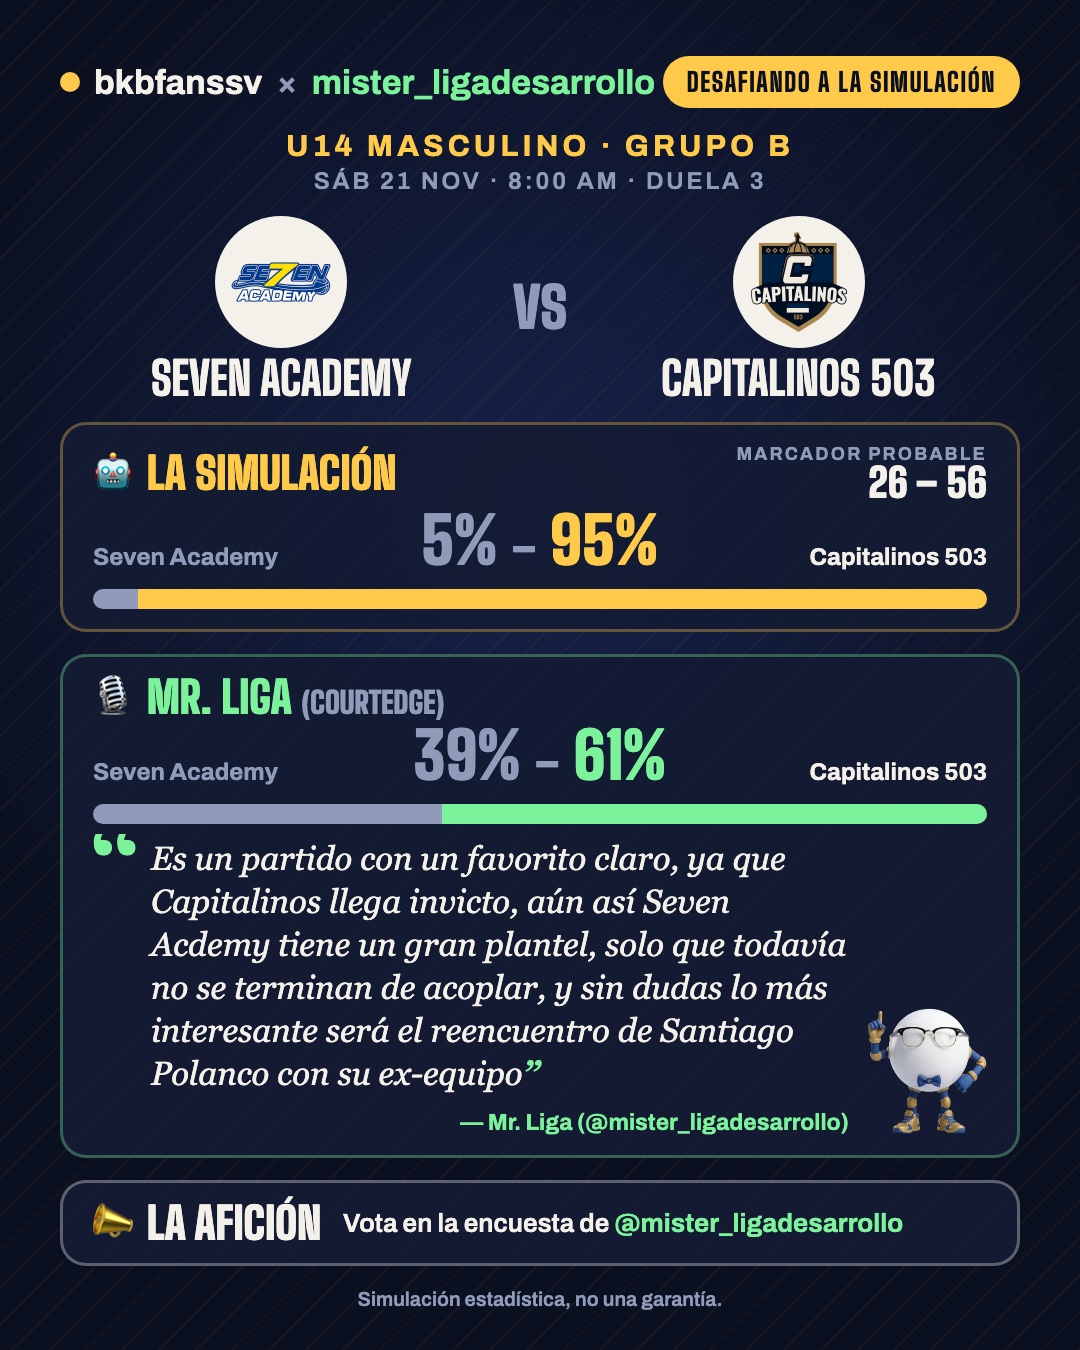 bkbfanssv × mister_ligadesarrollo DESAFIANDO A LA SIMULACIÓN
U14 MASCULINO · GRUPO B
SÁB 21 NOV · 8:00 AM · DUELA 3
SE7EN
ACADEMY
VS
C
CAPITALINOS
503
SEVEN ACADEMY
CAPITALINOS 503
LA SIMULACIÓN
MARCADOR PROBABLE
26 – 56
Seven Academy 5% – 95% Capitalinos 503
MR. LIGA (COURTEDGE)
Seven Academy 39% – 61% Capitalinos 503
“Es un partido con un favorito claro, ya que
Capitalinos llega invicto, aún así Seven
Acdemy tiene un gran plantel, solo que todavía
no se terminan de acoplar, y sin dudas lo más
interesante será el reencuentro de Santiago
Polanco con su ex-equipo”
— Mr. Liga (@mister_ligadesarrollo)
LA AFICIÓN Vota en la encuesta de @mister_ligadesarrollo
Simulación estadística, no una garantía.